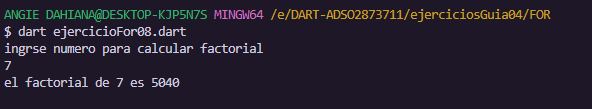 ANGIE DAHIANA@DESKTOP-KJP5N7S MINGW64 /e/DART-ADSO2873711/ejerciciosGuia04/FOR
$ dart ejercicioFor08.dart
ingrse numero para calcular factorial
7
el factorial de 7 es 5040